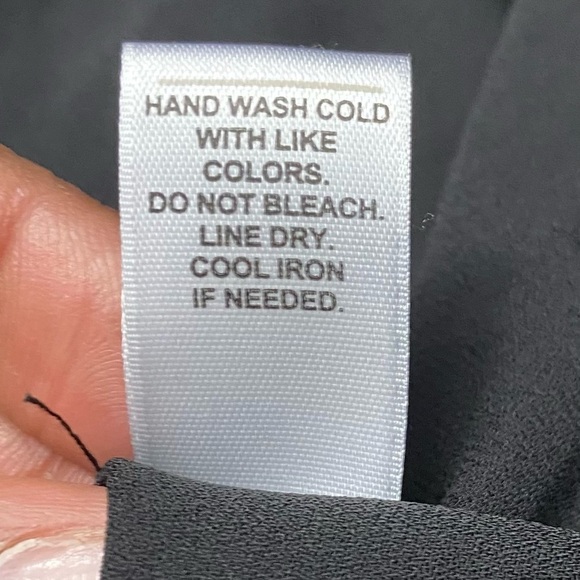 HAND WASH COLD
WITH LIKE
COLORS.
DO NOT BLEACH.
LINE DRY.
COOL IRON
IF NEEDED.